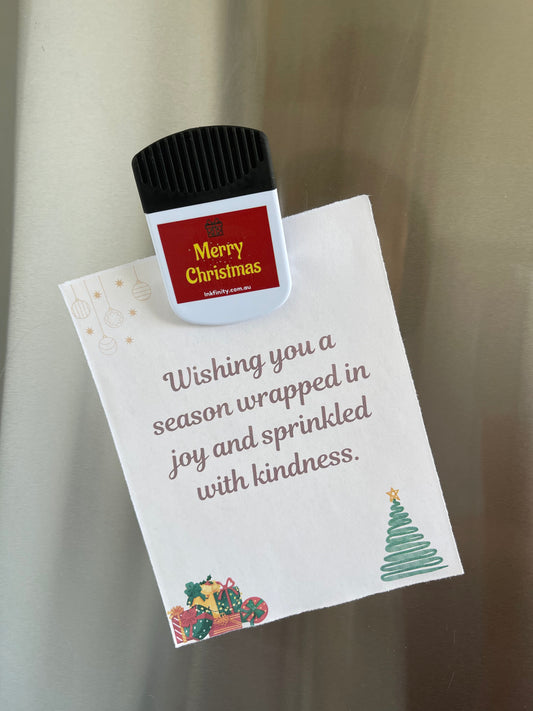 Merry
Christmas
Inkfinity.com.au
Wishing you a
season wrapped in
joy and sprinkled
with kindness.